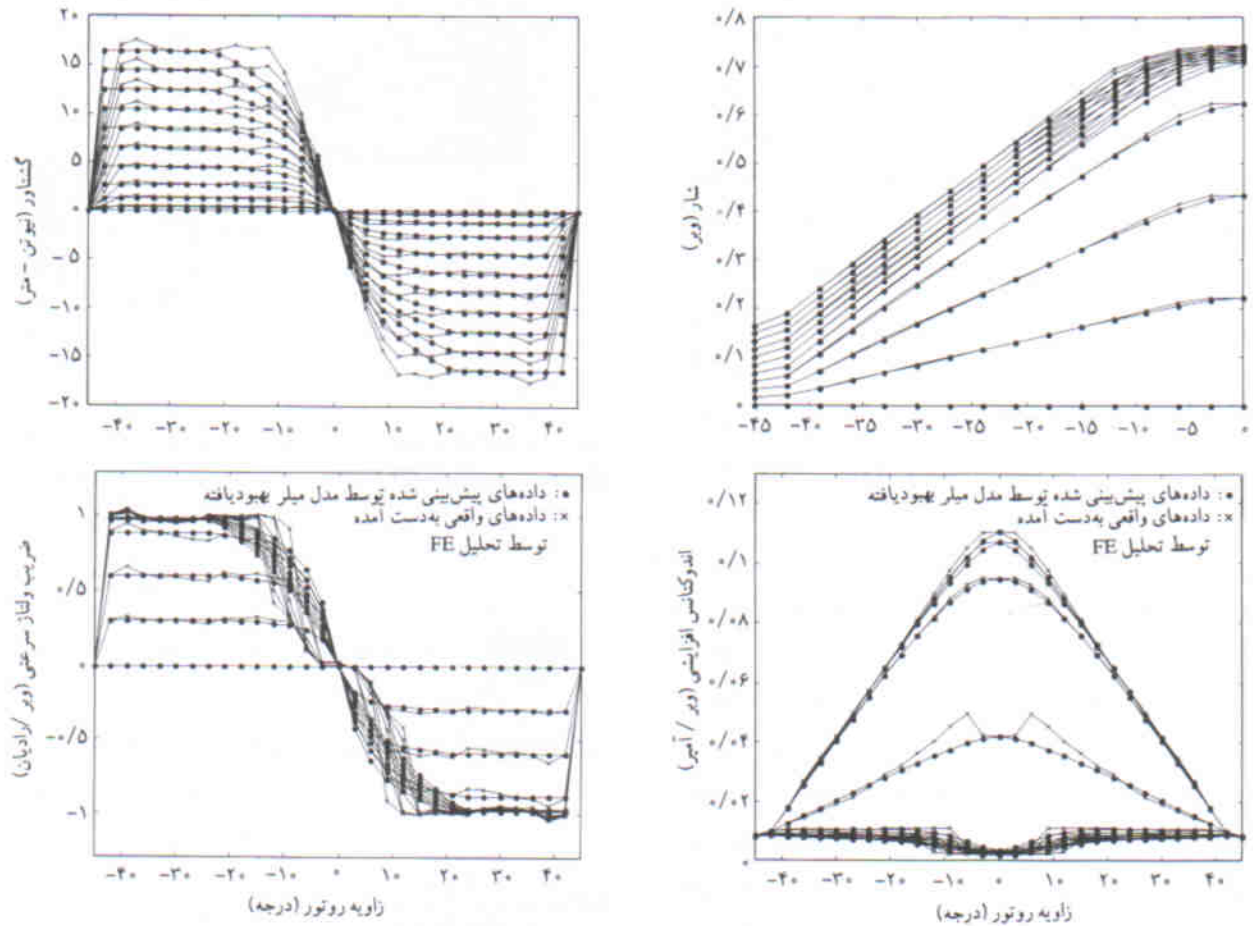 ۲۰
۱۵
۱۰
۵
۰
-۵
-۱۰
-۱۵
-۲۰
گشتاور (نیوتن - متر)
-۴۰ -۳۰ -۲۰ -۱۰ ۰ ۱۰ ۲۰ ۳۰ ۴۰
۰/۸
۰/۷
۰/۶
۰/۵
۰/۴
۰/۳
۰/۲
۰/۱
۰
شار (وبر)
-۴۵ -۴۰ -۳۵ -۳۰ -۲۵ -۲۰ -۱۵ -۱۰ -۵ ۰
•: داده‌های پیش‌بینی شده توسط مدل میلر بهبودیافته
×: داده‌های واقعی به‌دست آمده
توسط تحلیل FE
۱
۰/۵
۰
-۰/۵
-۱
ضریب ولتاژ سرعتی (وبر /رادیان)
-۴۰ -۳۰ -۲۰ -۱۰ ۰ ۱۰ ۲۰ ۳۰ ۴۰
زاویه روتور (درجه)
•: داده‌های پیش‌بینی شده توسط مدل میلر بهبودیافته
×: داده‌های واقعی به‌دست آمده
توسط تحلیل FE
۰/۱۲
۰/۱
۰/۰۸
۰/۰۶
۰/۰۴
۰/۰۲
۰
اندوکتانس افزایشی (وبر / آمپر)
-۴۰ -۳۰ -۲۰ -۱۰ ۰ ۱۰ ۲۰ ۳۰ ۴۰
زاویه روتور (درجه)